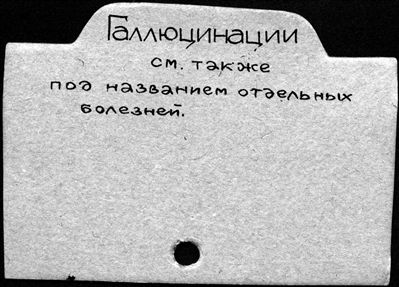 Галлюцинации
см. также
под названием отдельных
болезней.